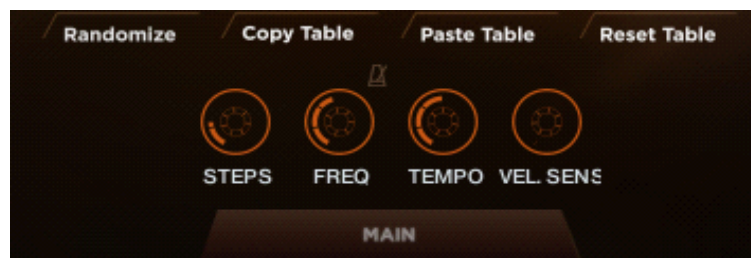 Randomize Copy Table Paste Table Reset Table
STEPS FREQ TEMPO VEL. SENS
MAIN